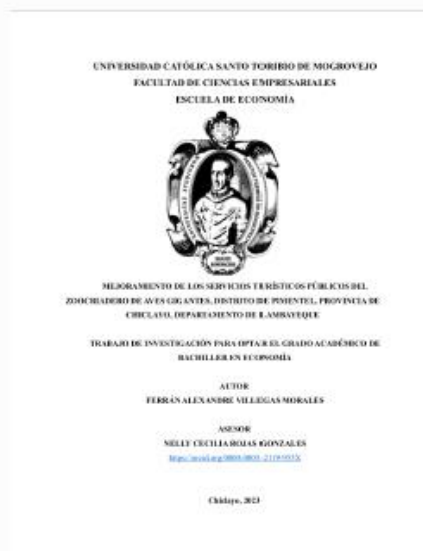 UNIVERSIDAD CATÓLICA SANTO TORIBIO DE MOGROVEJO
FACULTAD DE CIENCIAS EMPRESARIALES
ESCUELA DE ECONOMÍA
MEJORAMIENTO DE LOS SERVICIOS TURÍSTICOS PÚBLICOS DEL
ZOOCRIADERO DE AVES GIGANTES, DISTRITO DE PIMENTEL, PROVINCIA DE
CHICLAYO, DEPARTAMENTO DE LAMBAYEQUE
TRABAJO DE INVESTIGACIÓN PARA OPTAR EL GRADO ACADÉMICO DE
BACHILLER EN ECONOMÍA
AUTOR
FERRÁN ALEXANDRE VILLEGAS MORALES
ASESOR
NELLY CECILIA ROJAS GONZALES
Chiclayo, 2023